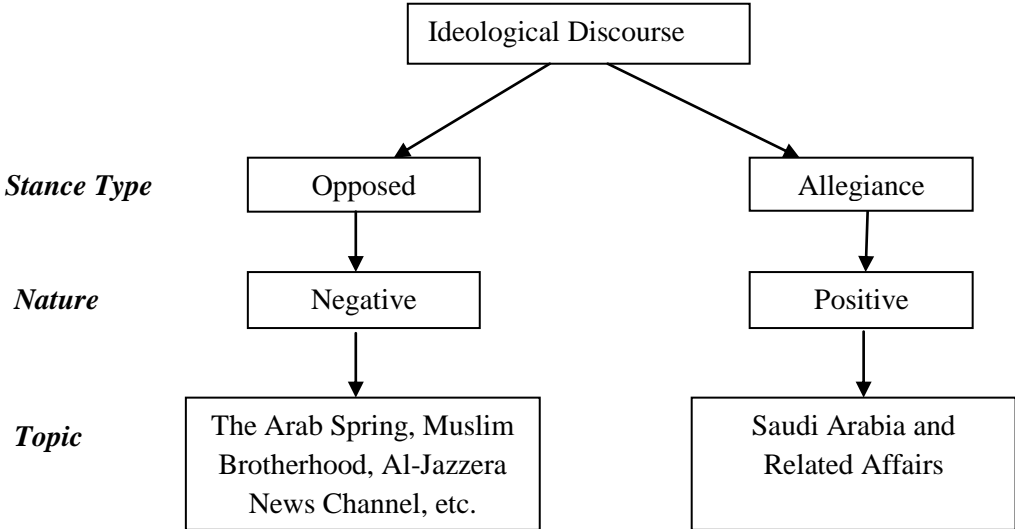 Ideological Discourse
Stance Type
Opposed
Allegiance
Nature
Negative
Positive
Topic
The Arab Spring, Muslim
Brotherhood, Al-Jazzera
News Channel, etc.
Saudi Arabia and
Related Affairs